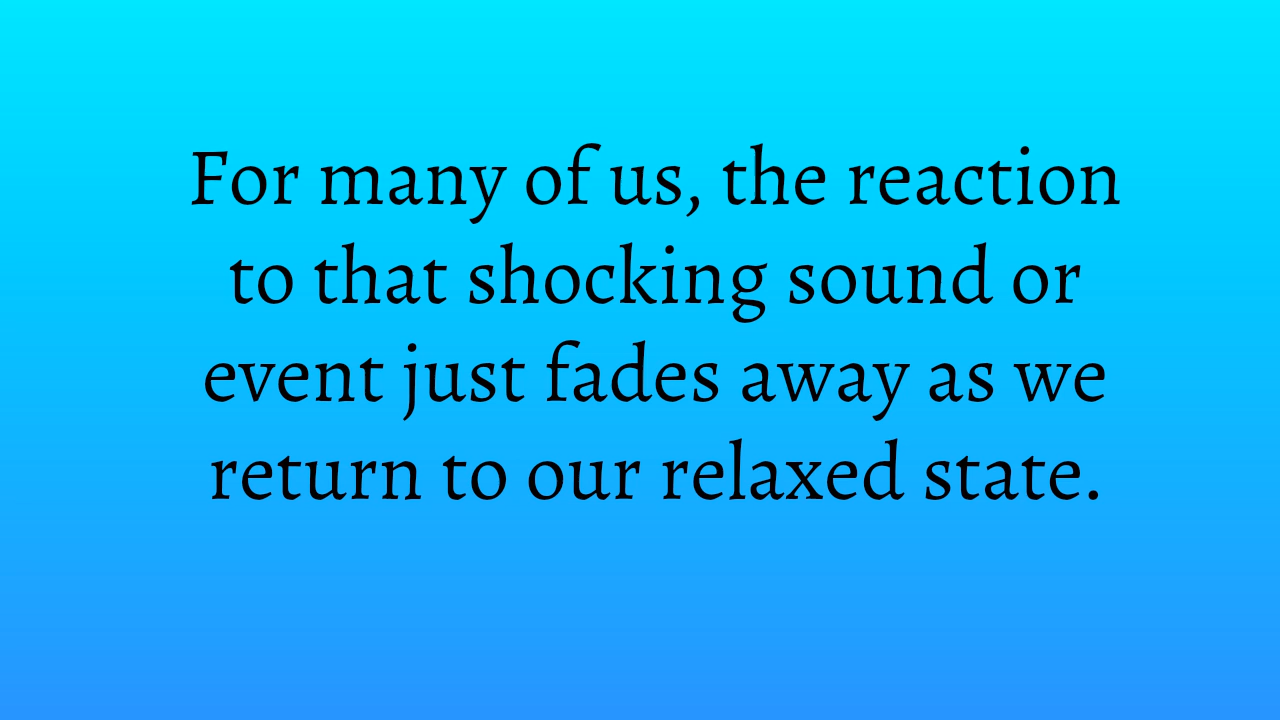 For many of us, the reaction
to that shocking sound or
event just fades away as we
return to our relaxed state.